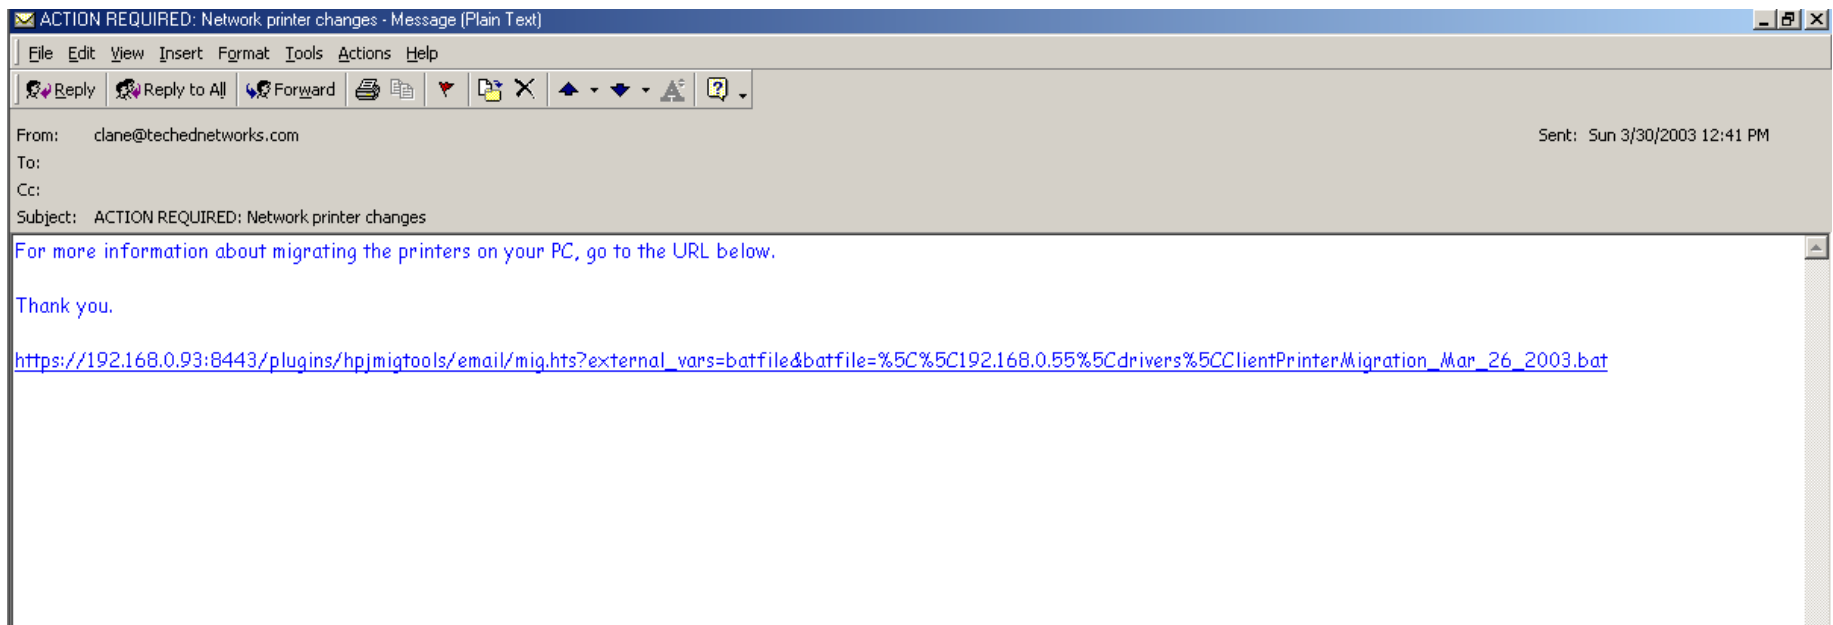 ACTION REQUIRED: Network printer changes - Message (Plain Text)
File Edit View Insert Format Tools Actions Help
Reply Reply to All Forward
From: clane@technednetworks.com Sent: Sun 3/30/2003 12:41 PM
To:
Cc:
Subject: ACTION REQUIRED: Network printer changes
For more information about migrating the printers on your PC, go to the URL below.
Thank you.
https://192.168.0.93:8443/plugins/hpjmigtools/email/mig.hts?external_vars=batfile&batfile=%5C%5C192.168.0.55%5Cdrivers%5CClientPrinterMigration_Mar_26_2003.bat